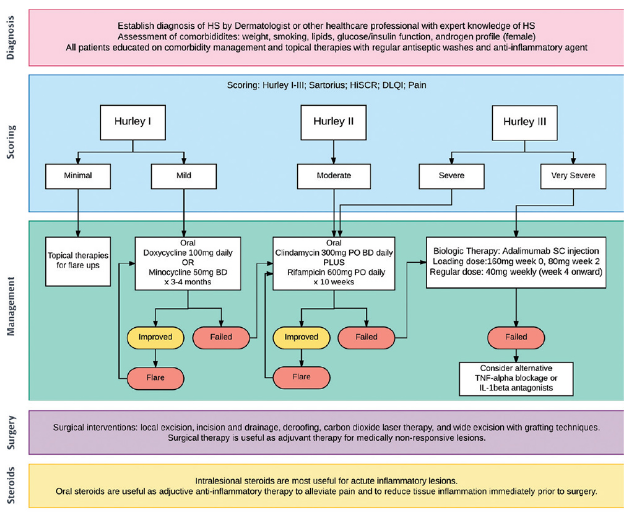 Diagnosis
Establish diagnosis of HS by Dermatologist or other healthcare professional with expert knowledge of HS
Assessment of comorbididites: weight, smoking, lipids, glucose/insulin function, androgen profile (female)
All patients educated on comorbidity management and topical therapies with regular antiseptic washes and anti-inflammatory agent
Scoring
Scoring: Hurley I-III; Sartorius; HiSCR; DLQI; Pain
Hurley I
Hurley II
Hurley III
Minimal
Mild
Moderate
Severe
Very Severe
Management
Topical therapies
for flare ups
Oral
Doxycycline 100mg daily
OR
Minocycline 50mg BD
x 3-4 months
Oral
Clindamycin 300mg PO BD daily
PLUS
Rifampicin 600mg PO daily
x 10 weeks
Biologic Therapy: Adalimumab SC injection
Loading dose:160mg week 0, 80mg week 2
Regular dose: 40mg weekly (week 4 onward)
Improved
Failed
Improved
Failed
Failed
Flare
Flare
Consider alternative
TNF-alpha blockage or
IL-1beta antagonists
Surgery
Surgical interventions: local excision, incision and drainage, deroofing, carbon dioxide laser therapy, and wide excision with grafting techniques.
Surgical therapy is useful as adjuvant therapy for medically non-responsive lesions.
Steroids
Intralesional steroids are most useful for actute inflammatory lesions.
Oral steroids are useful as adjuctive anti-inflammatory therapy to alleviate pain and to reduce tissue inflammation immediately prior to surgery.